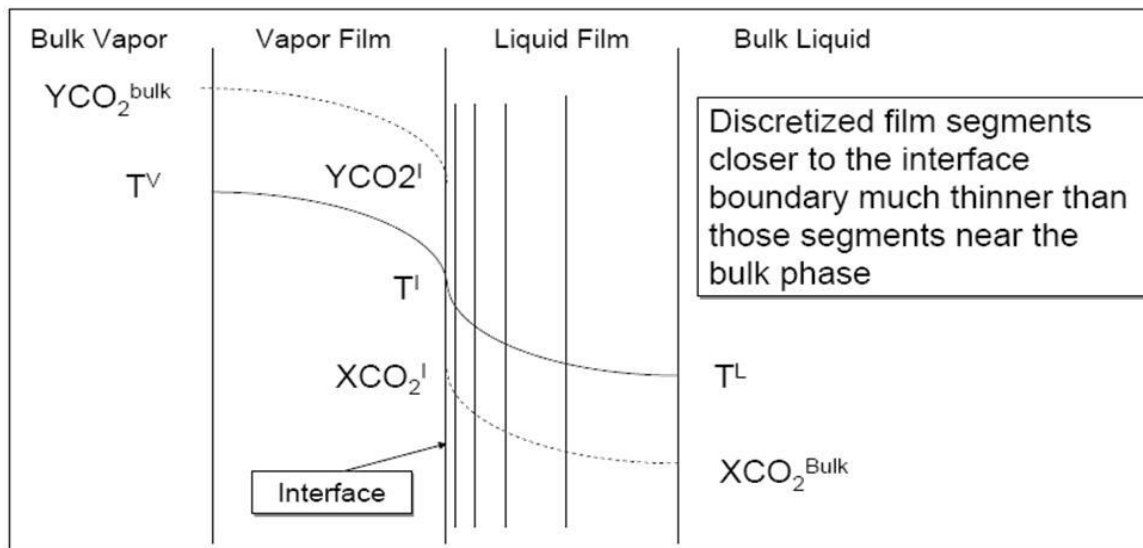 Bulk Vapor
Vapor Film
Liquid Film
Bulk Liquid
YCO₂ᵇᵘˡᵏ
Discretized film segments
closer to the interface
boundary much thinner than
those segments near the
bulk phase
YCO2ᴵ
Tⱽ
Tᴵ
XCO₂ᴵ
Tᴸ
XCO₂ᴮᵘˡᵏ
Interface